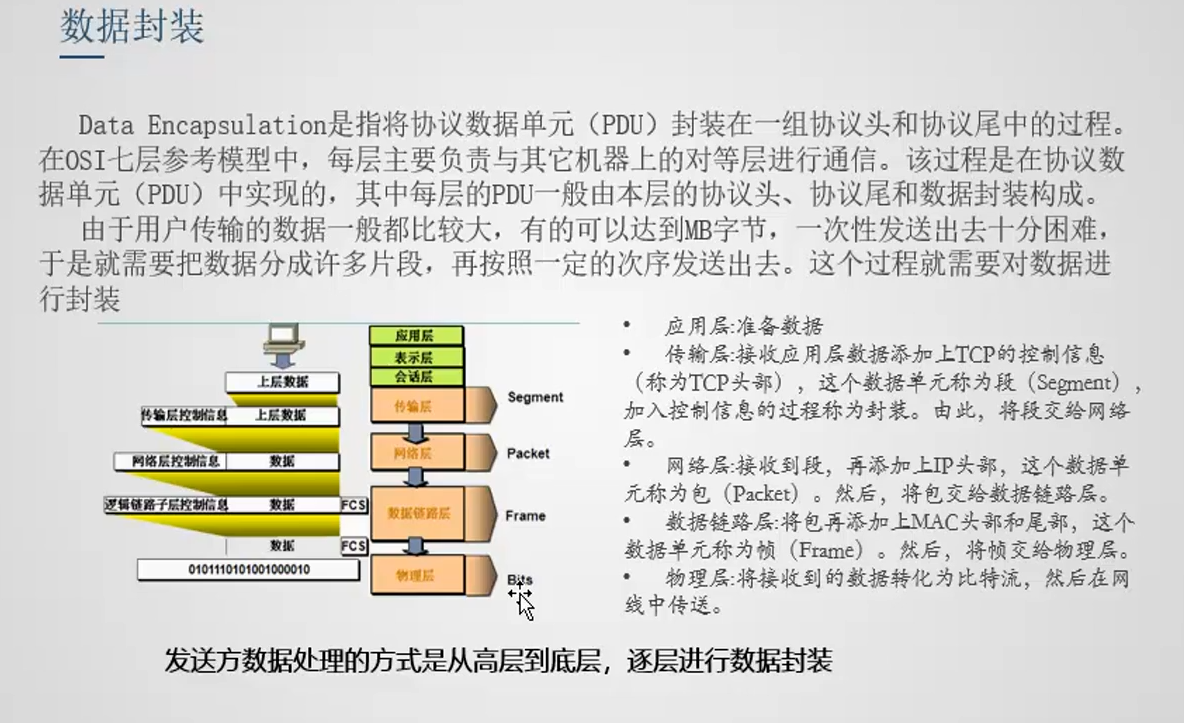 数据封装
Data Encapsulation是指将协议数据单元（PDU）封装在一组协议头和协议尾中的过程。
在OSI七层参考模型中，每层主要负责与其它机器上的对等层进行通信。该过程是在协议数
据单元（PDU）中实现的，其中每层的PDU一般由本层的协议头、协议尾和数据封装构成。
由于用户传输的数据一般都比较大，有的可以达到MB字节，一次性发送出去十分困难，
于是就需要把数据分成许多片段，再按照一定的次序发送出去。这个过程就需要对数据进
行封装
上层数据
传输层控制信息 上层数据
网络层控制信息 数据
逻辑链路子层控制信息 数据 FCS
数据 FCS
0101110101001000010
应用层
表示层
会话层
传输层 Segment
网络层 Packet
数据链路层 Frame
物理层 Bits
• 应用层:准备数据
• 传输层:接收应用层数据添加上TCP的控制信息
（称为TCP头部），这个数据单元称为段（Segment），
加入控制信息的过程称为封装。由此，将段交给网络
层。
• 网络层:接收到段，再添加上IP头部，这个数据单
元称为包（Packet）。然后，将包交给数据链路层。
• 数据链路层:将包再添加上MAC头部和尾部，这个
数据单元称为帧（Frame）。然后，将帧交给物理层。
• 物理层:将接收到的数据转化为比特流，然后在网
线中传送。
发送方数据处理的方式是从高层到底层，逐层进行数据封装